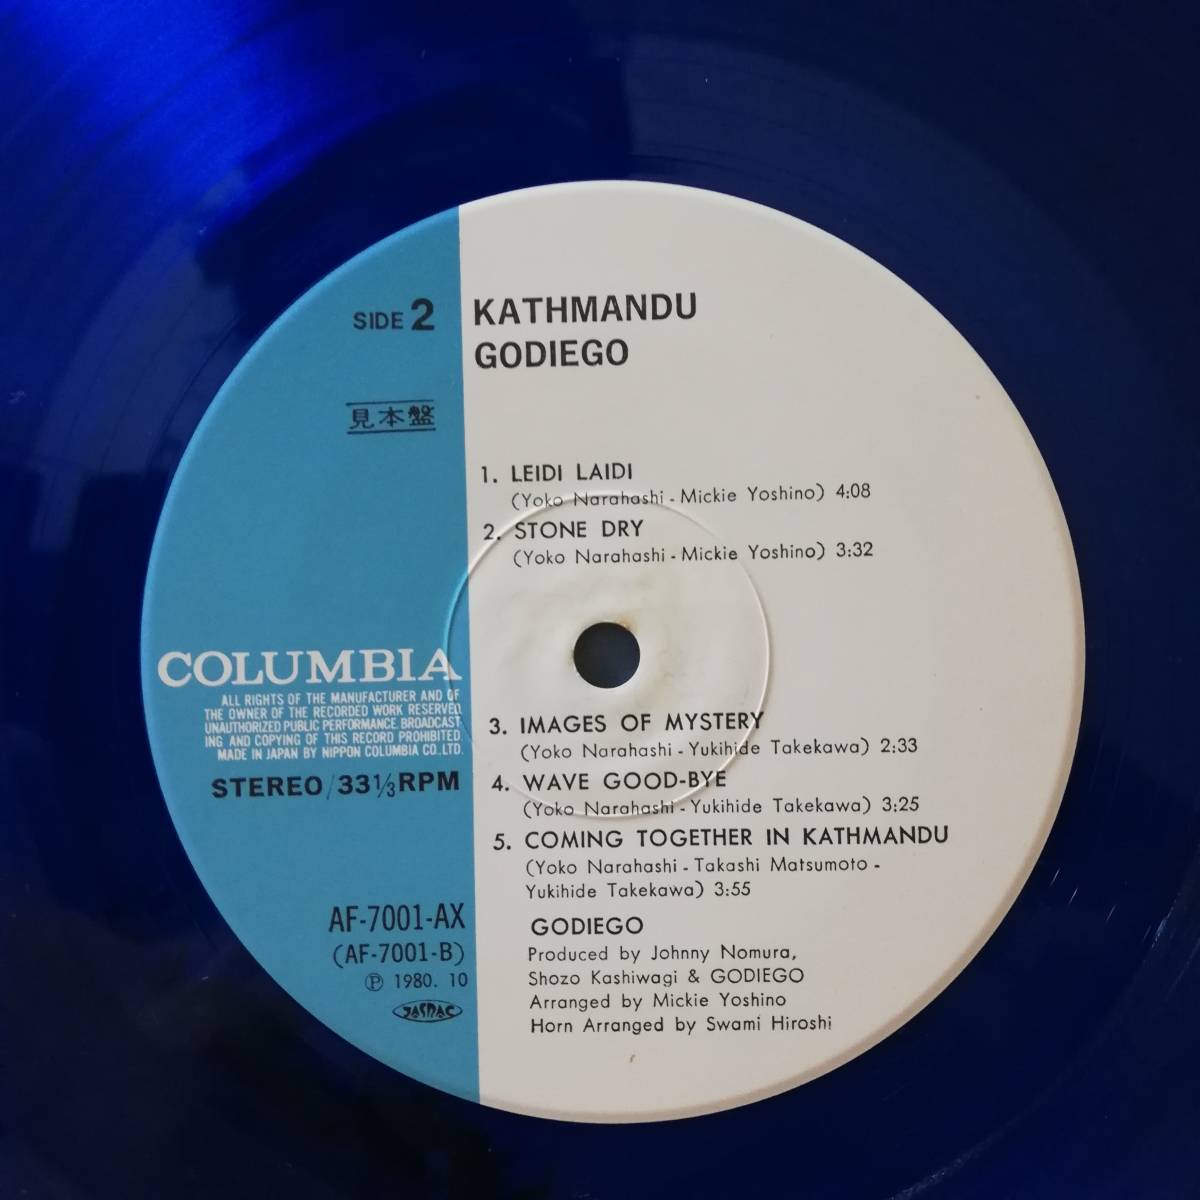 SIDE 2
見本盤
KATHMANDU
GODIEGO
1. LEIDI LAIDI
(Yoko Narahashi - Mickie Yoshino) 4:08
2. STONE DRY
(Yoko Narahashi - Mickie Yoshino) 3:32
3. IMAGES OF MYSTERY
(Yoko Narahashi - Yukihide Takekawa) 2:33
4. WAVE GOOD-BYE
(Yoko Narahashi - Yukihide Takekawa) 3:25
5. COMING TOGETHER IN KATHMANDU
(Yoko Narahashi - Takashi Matsumoto -
Yukihide Takekawa) 3:55
GODIEGO
Produced by Johnny Nomura,
Shozo Kashiwagi & GODIEGO
Arranged by Mickie Yoshino
Horn Arranged by Swami Hiroshi
COLUMBIA
ALL RIGHTS OF THE MANUFACTURER AND OF
THE OWNER OF THE RECORDED WORK RESERVED
UNAUTHORIZED PUBLIC PERFORMANCE BROADCAST
ING AND COPYING OF THIS RECORD PROHIBITED
MADE IN JAPAN BY NIPPON COLUMBIA CO.LTD.
STEREO/33⅓RPM
AF-7001-AX
(AF-7001-B)
Ⓟ 1980. 10
JASRAC